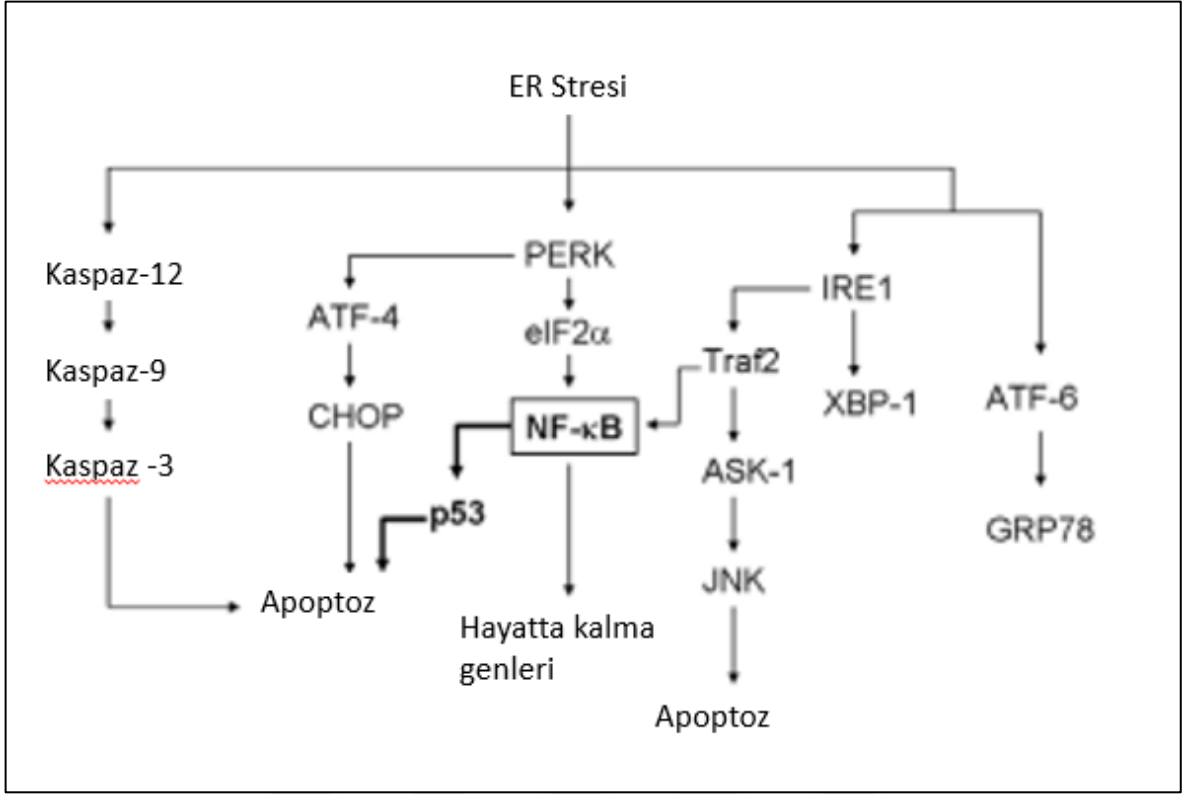 ER Stresi
PERK
Kaspaz-12
IRE1
ATF-4
eIF2α
Traf2
Kaspaz-9
XBP-1
ATF-6
CHOP
NF-κB
Kaspaz -3
ASK-1
p53
GRP78
JNK
Apoptoz
Hayatta kalma
genleri
Apoptoz